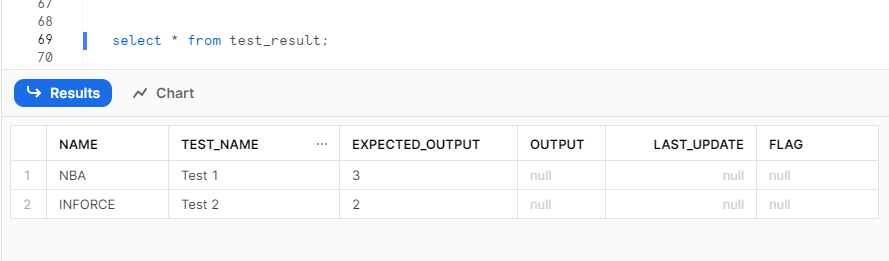 67
68
69 select * from test_result;
70
Results Chart
NAME TEST_NAME ... EXPECTED_OUTPUT OUTPUT LAST_UPDATE FLAG
1 NBA Test 1 3 null null null
2 INFORCE Test 2 2 null null null